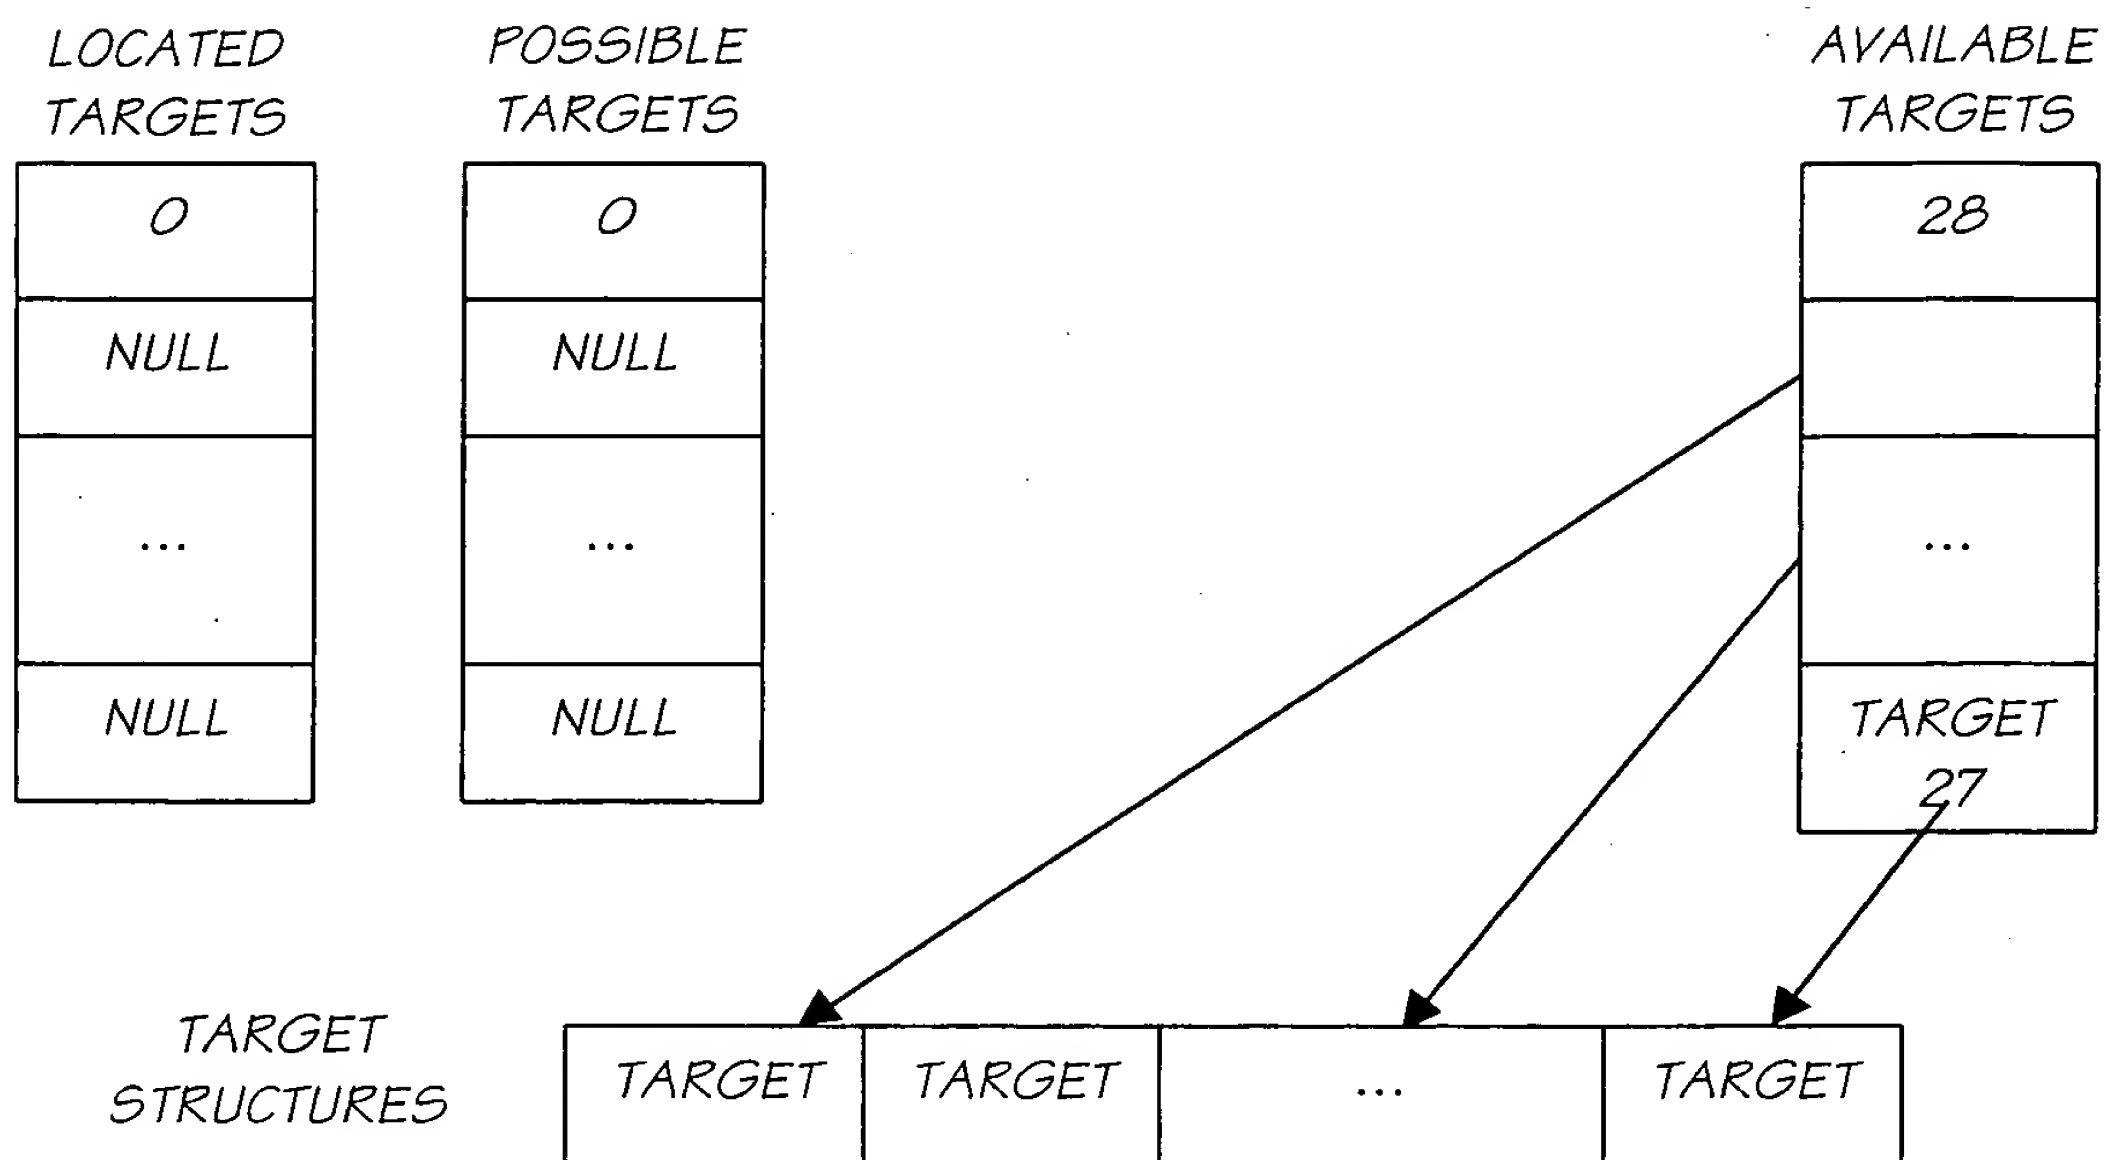 LOCATED
TARGETS
0
NULL
...
NULL
POSSIBLE
TARGETS
0
NULL
...
NULL
AVAILABLE
TARGETS
28
...
TARGET
27
TARGET
STRUCTURES
TARGET
TARGET
...
TARGET